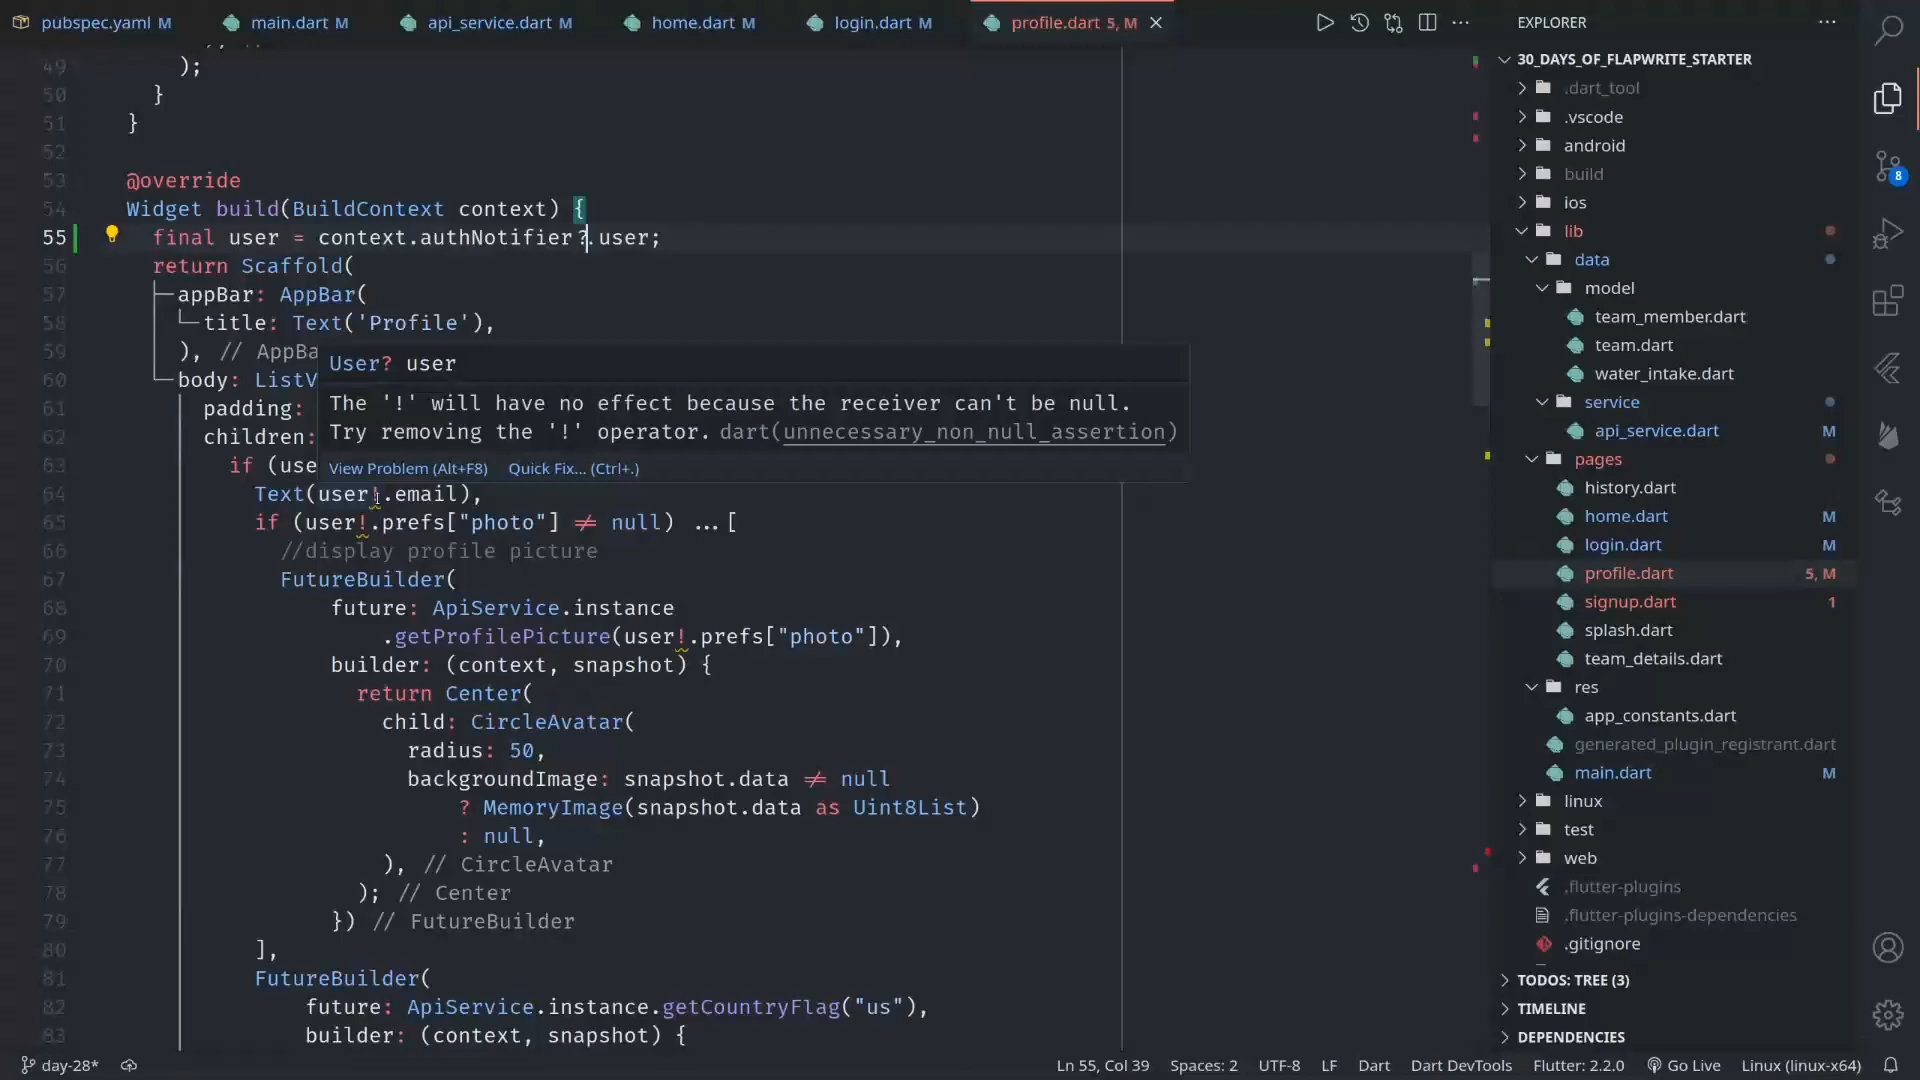 pubspec.yaml M
main.dart M
api_service.dart M
home.dart M
login.dart M
profile.dart 5, M
49 );
50 }
51 }
52
53 @override
54 Widget build(BuildContext context) {
55 final user = context.authNotifier?.user;
56 return Scaffold(
57 appBar: AppBar(
58 title: Text('Profile'),
59 ), // AppBa
60 body: ListV
61 padding:
62 children:
63 if (use
64 Text(user!.email),
65 if (user!.prefs["photo"] ≠ null) ...[
66 //display profile picture
67 FutureBuilder(
68 future: ApiService.instance
69 .getProfilePicture(user!.prefs["photo"]),
70 builder: (context, snapshot) {
71 return Center(
72 child: CircleAvatar(
73 radius: 50,
74 backgroundImage: snapshot.data ≠ null
75 ? MemoryImage(snapshot.data as Uint8List)
76 : null,
77 ), // CircleAvatar
78 ); // Center
79 }) // FutureBuilder
80 ],
81 FutureBuilder(
82 future: ApiService.instance.getCountryFlag("us"),
83 builder: (context, snapshot) {
User? user
The '!' will have no effect because the receiver can't be null.
Try removing the '!' operator. dart(unnecessary_non_null_assertion)
View Problem (Alt+F8) Quick Fix... (Ctrl+.)
EXPLORER
30_DAYS_OF_FLAPWRITE_STARTER
.dart_tool
.vscode
android
build
ios
lib
data
model
team_member.dart
team.dart
water_intake.dart
service
api_service.dart M
pages
history.dart
home.dart M
login.dart M
profile.dart 5, M
signup.dart 1
splash.dart
team_details.dart
res
app_constants.dart
generated_plugin_registrant.dart
main.dart M
linux
test
web
.flutter-plugins
.flutter-plugins-dependencies
.gitignore
TODOS: TREE (3)
TIMELINE
DEPENDENCIES
8
day-28*
Ln 55, Col 39 Spaces: 2 UTF-8 LF Dart Dart DevTools Flutter: 2.2.0 Go Live Linux (linux-x64)